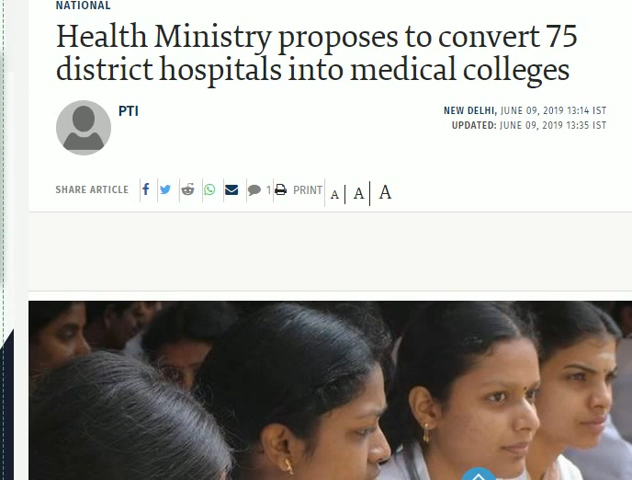 NATIONAL
Health Ministry proposes to convert 75
district hospitals into medical colleges
PTI
NEW DELHI, JUNE 09, 2019 13:14 IST
UPDATED: JUNE 09, 2019 13:35 IST
SHARE ARTICLE 1 PRINT A | A | A